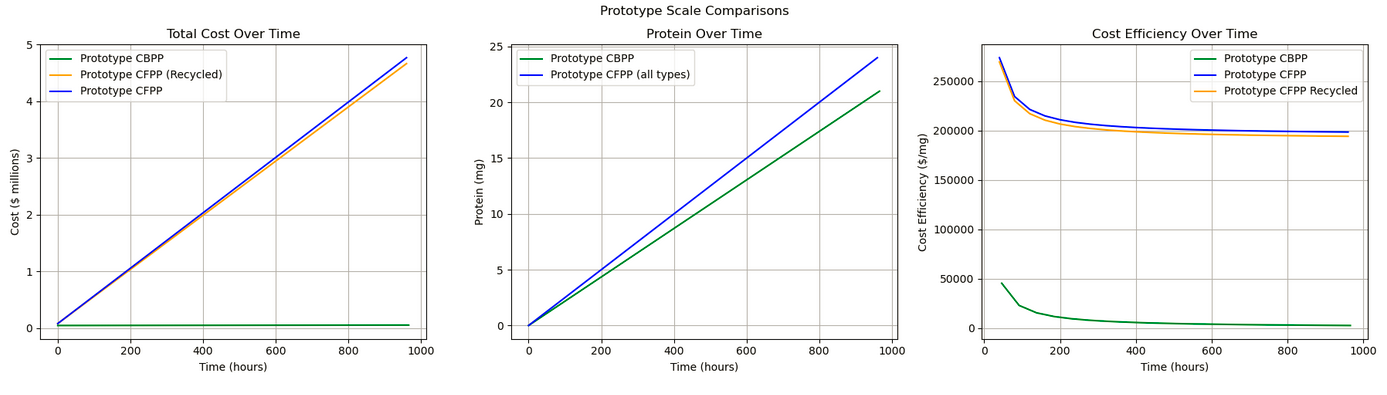 Prototype Scale Comparisons
Total Cost Over Time
Cost ($ millions)
5
4
3
2
1
0
Prototype CBPP
Prototype CFPP (Recycled)
Prototype CFPP
0 200 400 600 800 1000
Time (hours)
Protein Over Time
Protein (mg)
25
20
15
10
5
0
Prototype CBPP
Prototype CFPP (all types)
0 200 400 600 800 1000
Time (hours)
Cost Efficiency Over Time
Cost Efficiency ($/mg)
250000
200000
150000
100000
50000
0
Prototype CBPP
Prototype CFPP
Prototype CFPP Recycled
0 200 400 600 800 1000
Time (hours)